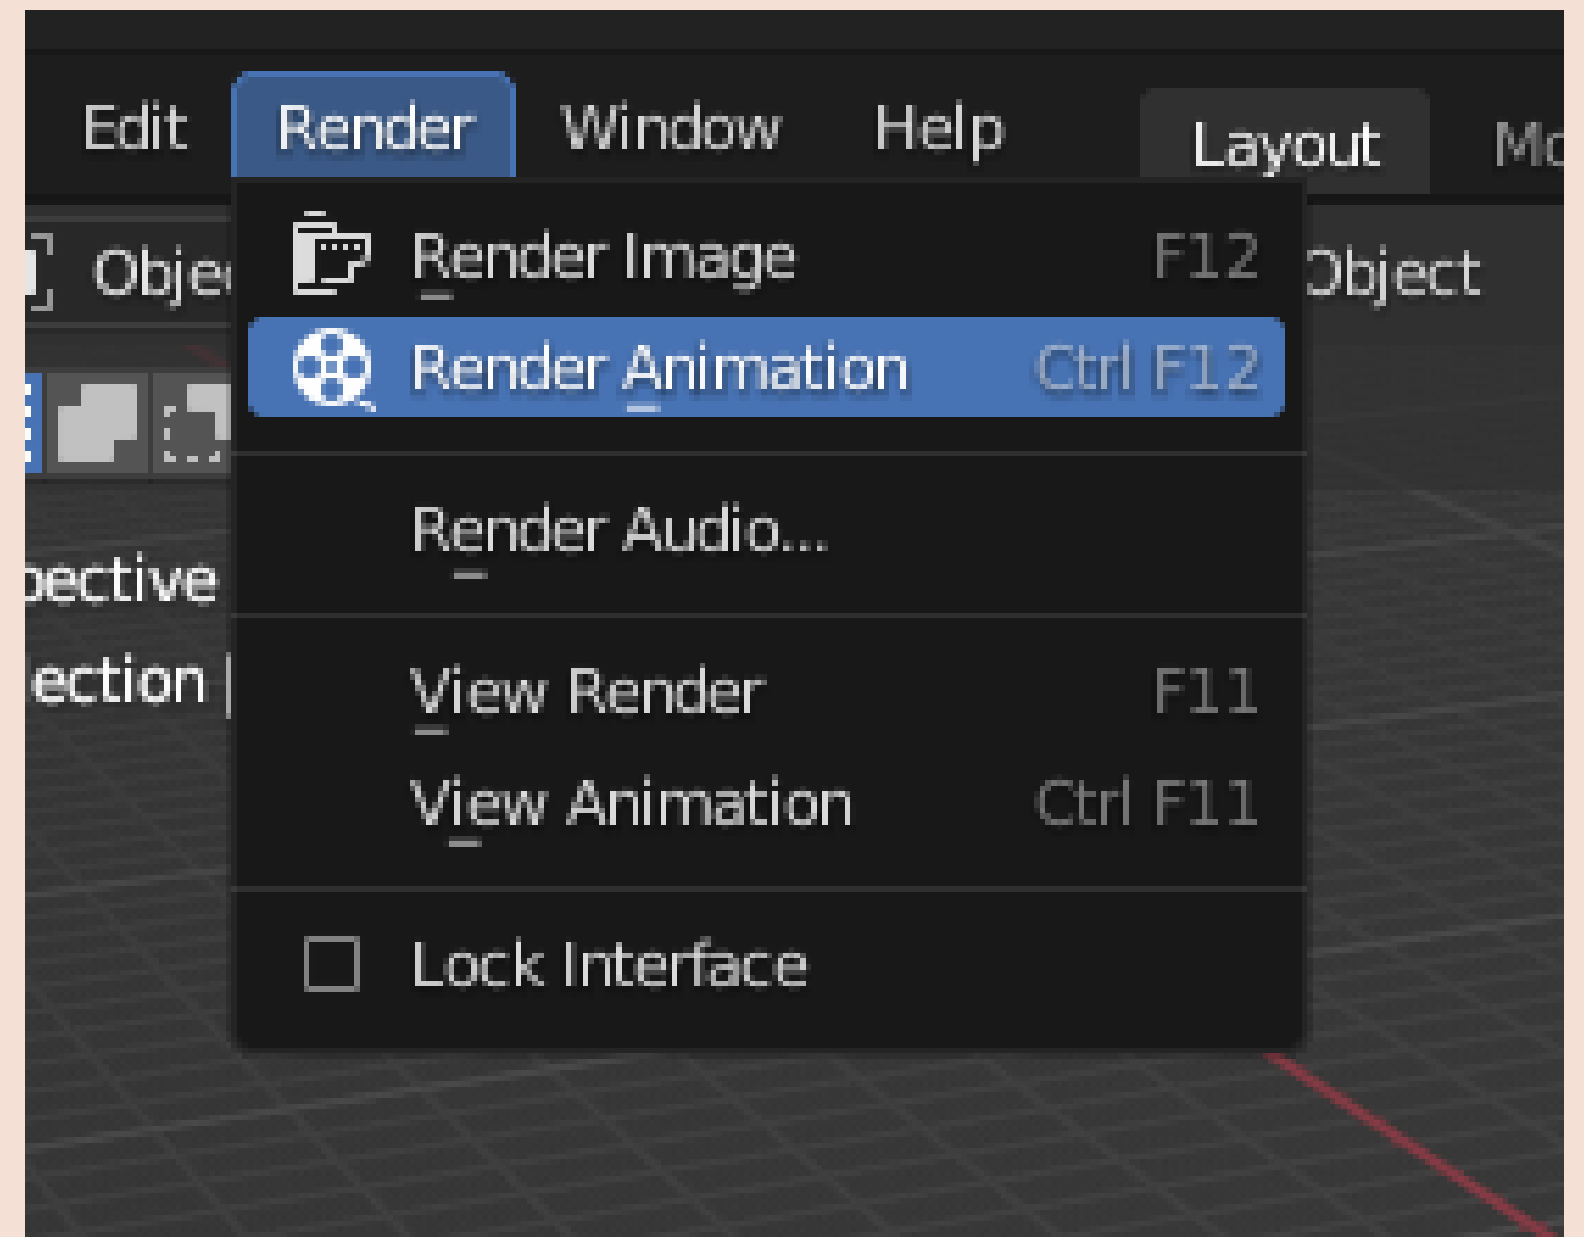 Edit Render Window Help Layout
Object
Render Image F12
Render Animation Ctrl F12
Render Audio...
View Render F11
View Animation Ctrl F11
Lock Interface